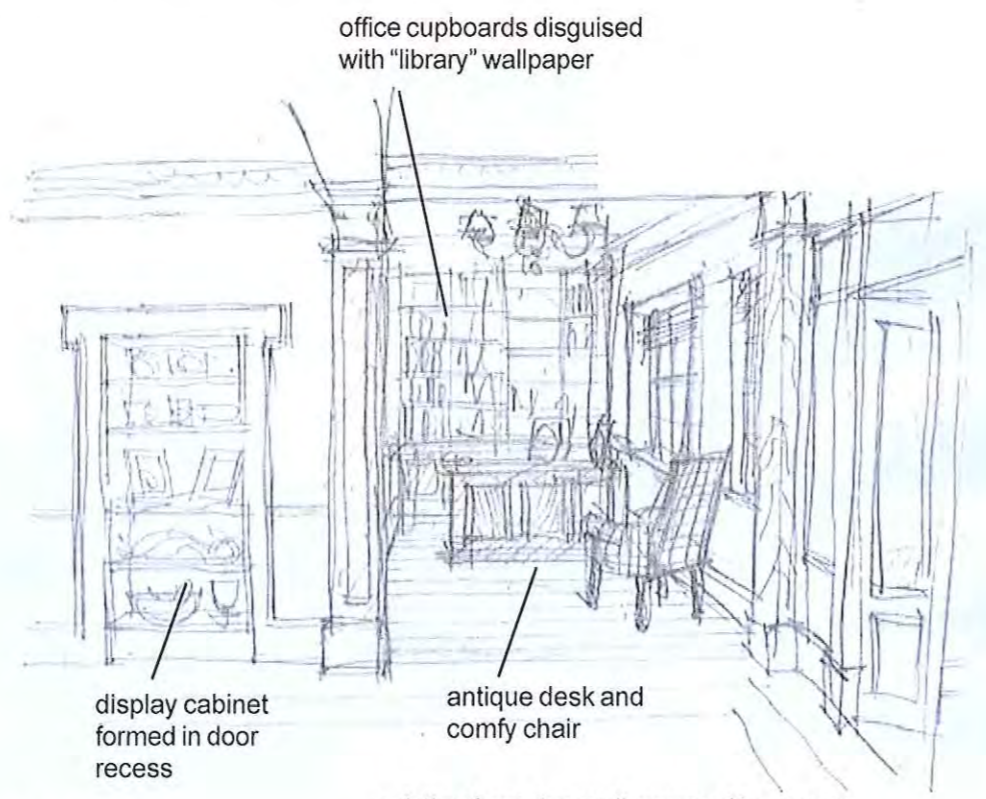 office cupboards disguised
with “library” wallpaper
display cabinet
formed in door
recess
antique desk and
comfy chair